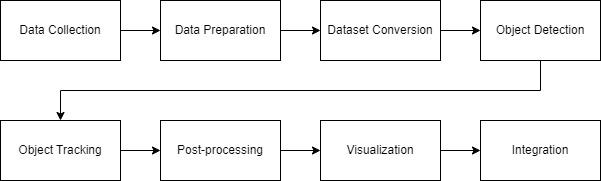 Data Collection
Data Preparation
Dataset Conversion
Object Detection
Object Tracking
Post-processing
Visualization
Integration